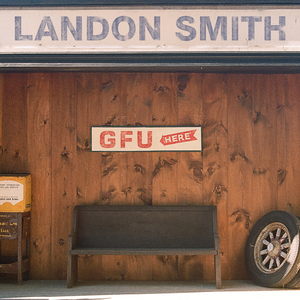 LANDON SMITH
GFU HERE